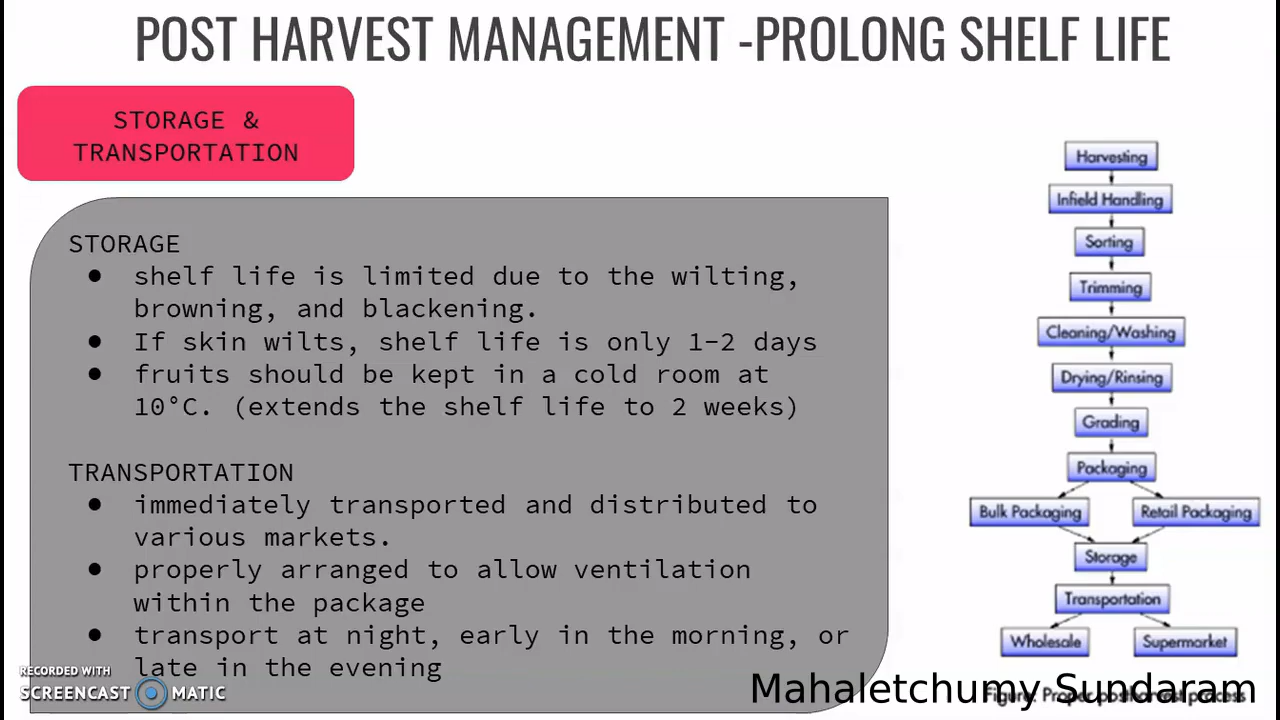 POST HARVEST MANAGEMENT -PROLONG SHELF LIFE
STORAGE &
TRANSPORTATION
STORAGE
● shelf life is limited due to the wilting,
browning, and blackening.
● If skin wilts, shelf life is only 1-2 days
● fruits should be kept in a cold room at
10°C. (extends the shelf life to 2 weeks)
TRANSPORTATION
● immediately transported and distributed to
various markets.
● properly arranged to allow ventilation
within the package
● transport at night, early in the morning, or
late in the evening
Harvesting
Infield Handling
Sorting
Trimming
Cleaning/Washing
Drying/Rinsing
Grading
Packaging
Bulk Packaging
Retail Packaging
Storage
Transportation
Wholesale
Supermarket
Figure: Proper postharvest process
Mahaletchumy Sundaram
RECORDED WITH
SCREENCAST MATIC